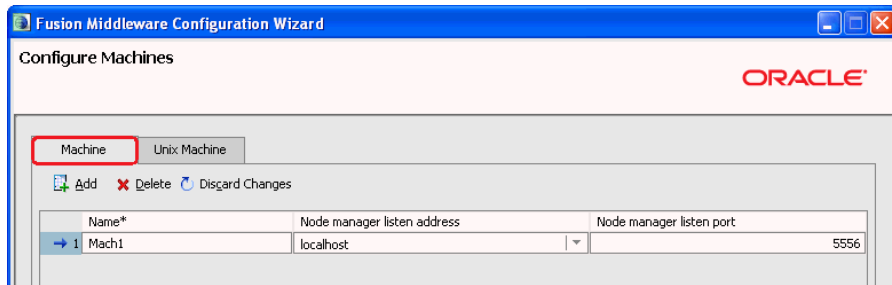 Fusion Middleware Configuration Wizard
Configure Machines
ORACLE
Machine Unix Machine
Add Delete Discard Changes
Name* Node manager listen address Node manager listen port
1 Mach1 localhost 5556